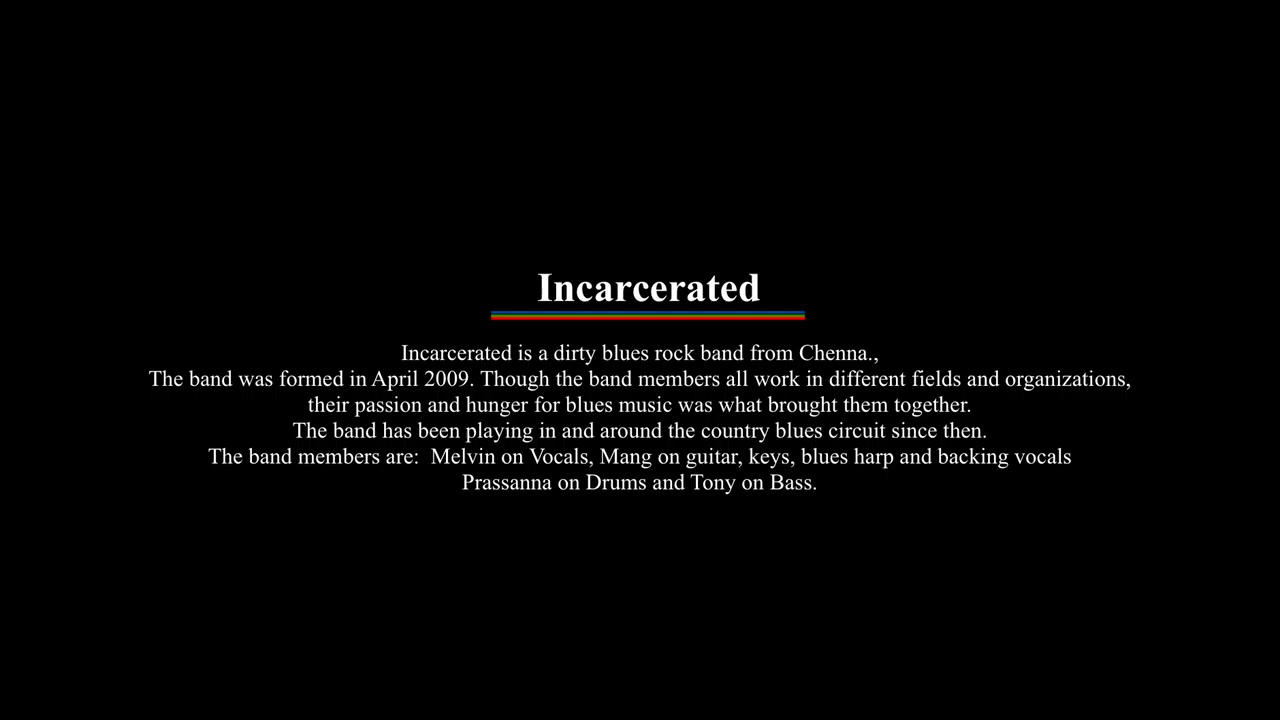 Incarcerated
Incarcerated is a dirty blues rock band from Chenna.,
The band was formed in April 2009. Though the band members all work in different fields and organizations,
their passion and hunger for blues music was what brought them together.
The band has been playing in and around the country blues circuit since then.
The band members are:  Melvin on Vocals, Mang on guitar, keys, blues harp and backing vocals
Prassanna on Drums and Tony on Bass.